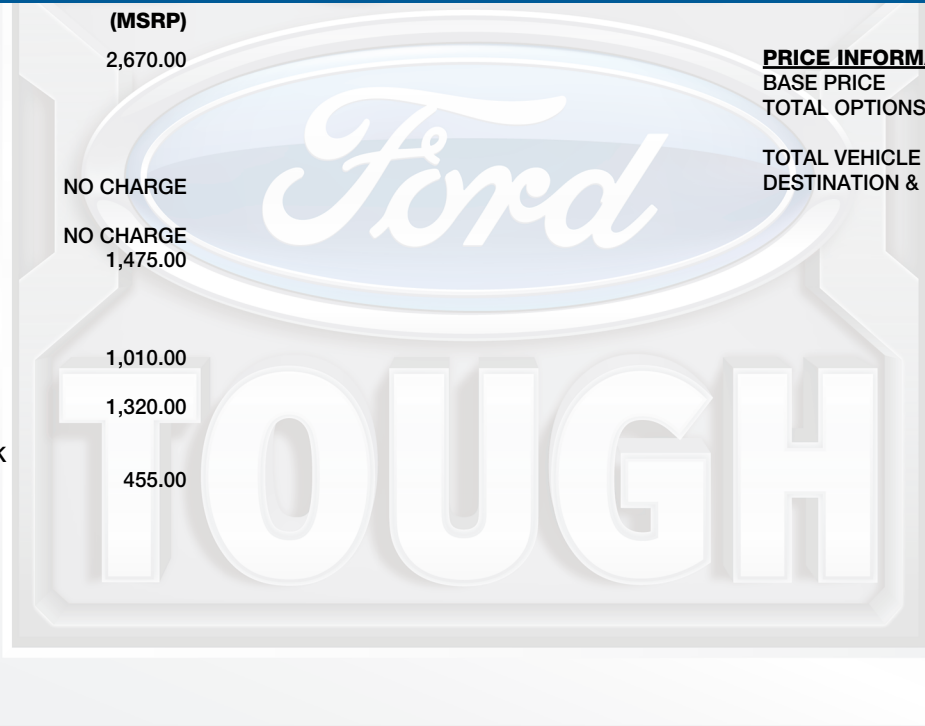 (MSRP)
2,670.00
NO CHARGE
NO CHARGE
1,475.00
1,010.00
1,320.00
K
455.00
PRICE INFORMA
BASE PRICE
TOTAL OPTIONS
TOTAL VEHICLE
DESTINATION &
Ford
TOUGH